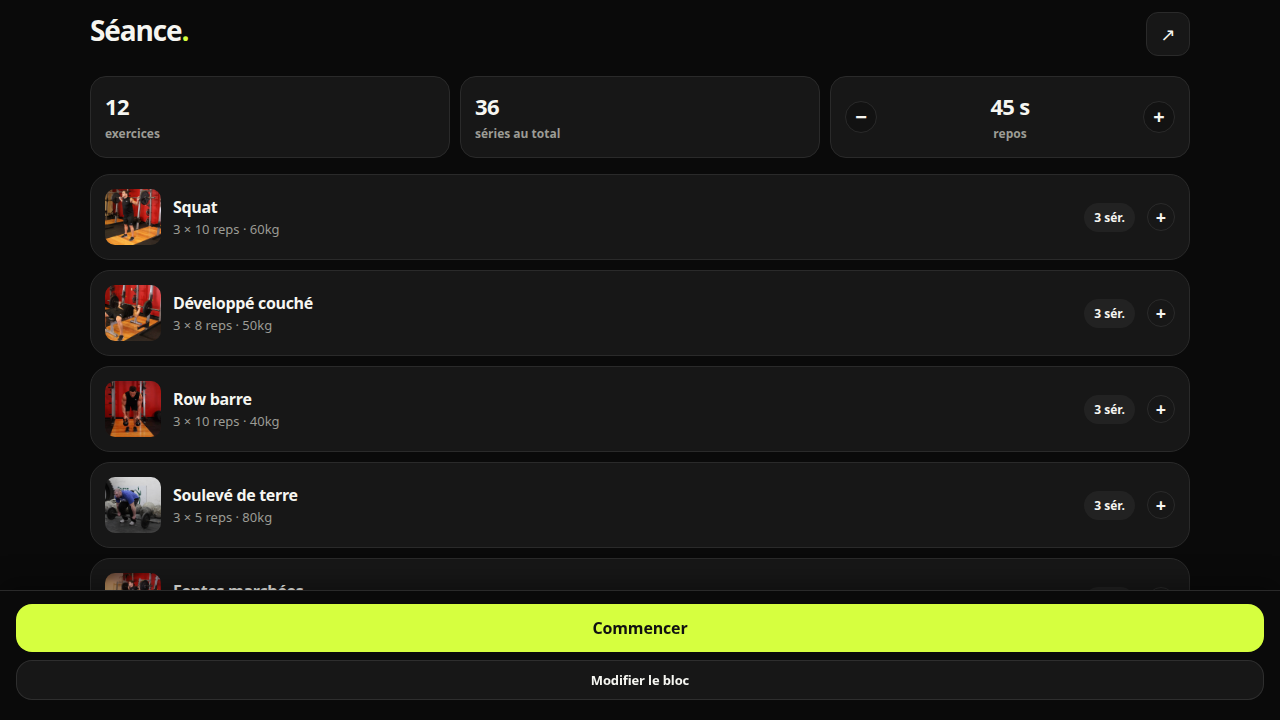 Séance.
↗
12
exercices
36
séries au total
−
45 s
repos
+
Squat
3 × 10 reps · 60kg
3 sér.
+
Développé couché
3 × 8 reps · 50kg
3 sér.
+
Row barre
3 × 10 reps · 40kg
3 sér.
+
Soulevé de terre
3 × 5 reps · 80kg
3 sér.
+
Commencer
Modifier le bloc